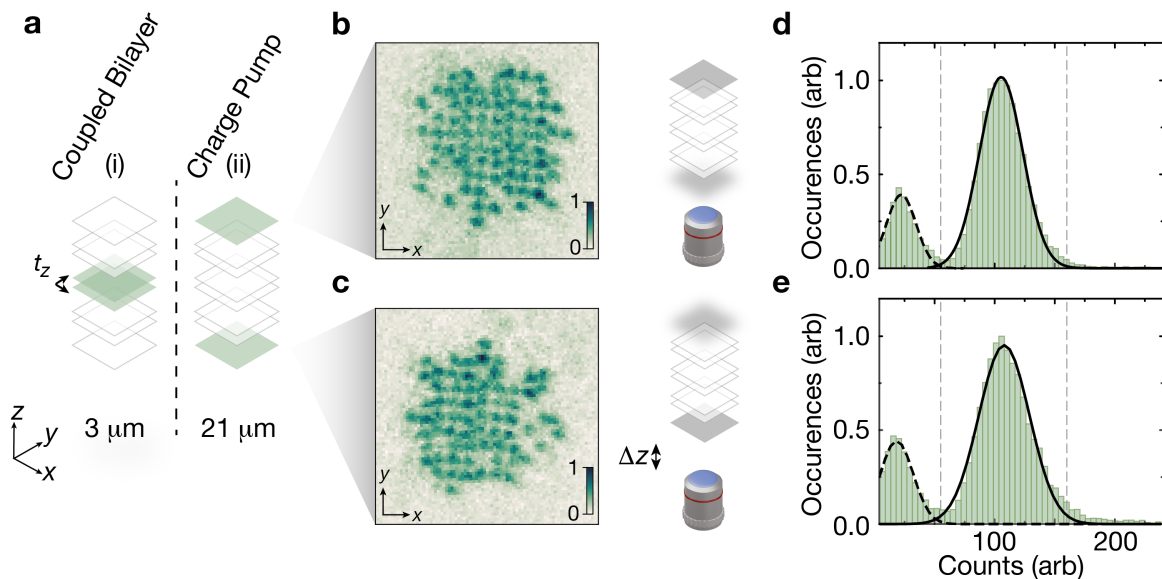 a
Coupled Bilayer
(i)
Charge Pump
(ii)
t_z
3 μm
21 μm
z
y
x
b
y
x
1
0
c
y
x
1
0
Δz
d
Occurences (arb)
1.0
0.5
0.0
e
Occurences (arb)
1.0
0.5
0.0
100
200
Counts (arb)